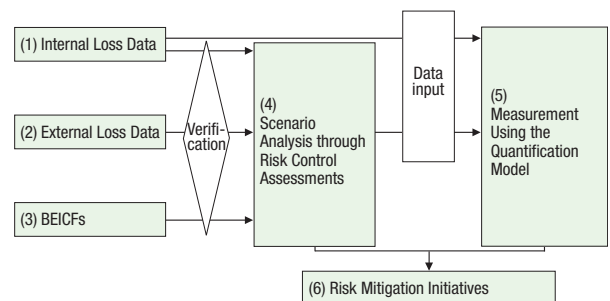 (1) Internal Loss Data
(2) External Loss Data
(3) BEICFs
Verifi-
cation
(4)
Scenario
Analysis through
Risk Control
Assessments
Data
input
(5)
Measurement
Using the
Quantification
Model
(6) Risk Mitigation Initiatives